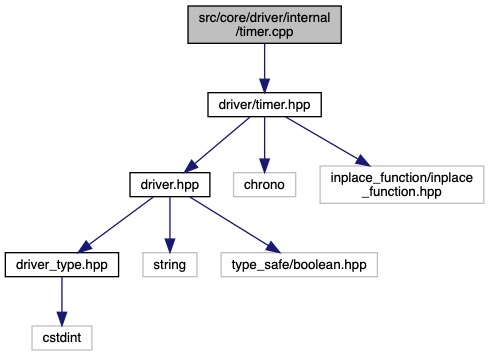 src/core/driver/internal
/timer.cpp
driver/timer.hpp
driver.hpp
chrono
inplace_function/inplace
_function.hpp
driver_type.hpp
string
type_safe/boolean.hpp
cstdint